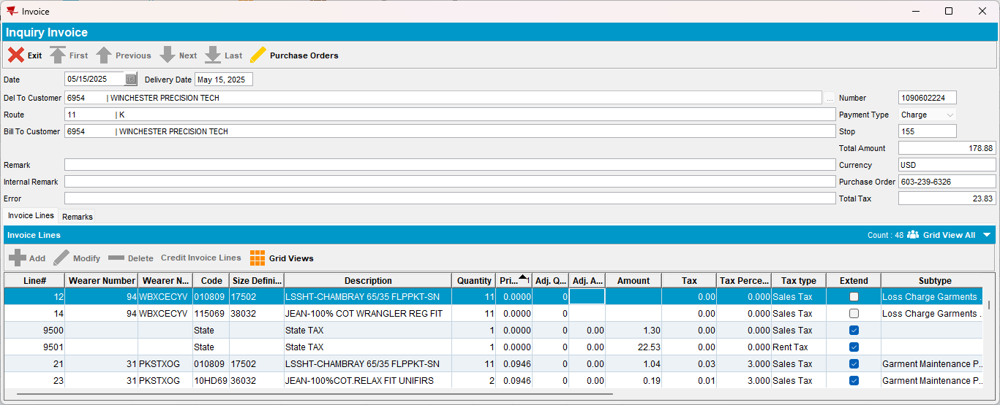 Invoice
Inquiry Invoice
Exit First Previous Next Last Purchase Orders
Date 05/15/2025 16 Delivery Date May 15, 2025
Del To Customer 6954 | WINCHESTER PRECISION TECH ... Number 1090602224
Route 11 | K Payment Type Charge
Bill To Customer 6954 | WINCHESTER PRECISION TECH Stop 155
Total Amount 178.88
Remark Currency USD
Internal Remark Purchase Order 603-239-6326
Error Total Tax 23.83
Invoice Lines Remarks
Invoice Lines Count : 48 Grid View All
Add Modify Delete Credit Invoice Lines Grid Views
Line# Wearer Number Wearer N... Code Size Defini... Description Quantity Pri... 1 Adj. Q... Adj. A... Amount Tax Tax Perce... Tax type Extend Subtype
12 94 WBXCECYV 010809 17502 LSSHT-CHAMBRAY 65/35 FLPPKT-SN 11 0.0000 0 0.00 0.000 Sales Tax Loss Charge Garments ..
14 94 WBXCECYV 115069 38032 JEAN-100% COT WRANGLER REG FIT 11 0.0000 0 0.00 0.000 Sales Tax Loss Charge Garments ..
9500 State State TAX 1 0.0000 0 0.00 1.30 0.00 0.000 Sales Tax
9501 State State TAX 1 0.0000 0 0.00 22.53 0.00 0.000 Rent Tax
21 31 PKSTXOG 010809 17502 LSSHT-CHAMBRAY 65/35 FLPPKT-SN 11 0.0946 0 0.00 1.04 0.03 3.000 Sales Tax Garment Maintenance P...
23 31 PKSTXOG 10HD69 36032 JEAN-100%COT.RELAX FIT UNIFIRS 2 0.0946 0 0.00 0.19 0.01 3.000 Sales Tax Garment Maintenance P...